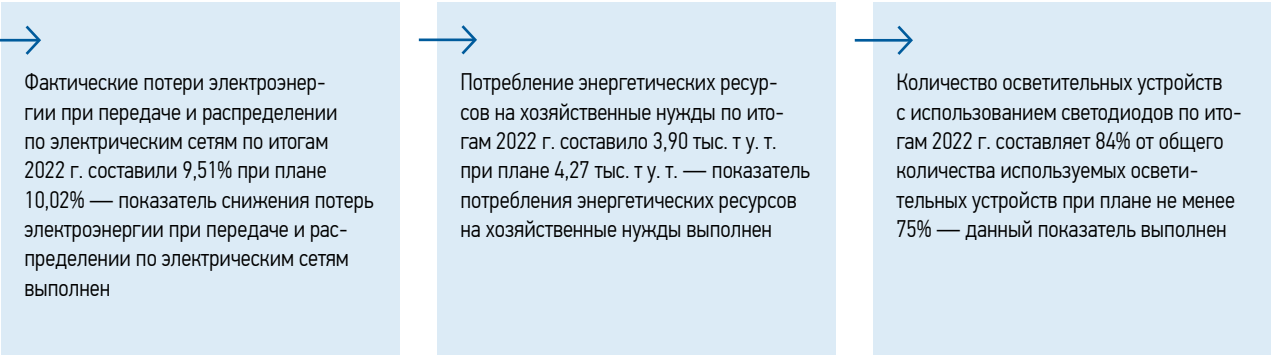 Фактические потери электроэнер-
гии при передаче и распределении
по электрическим сетям по итогам
2022 г. составили 9,51% при плане
10,02% — показатель снижения потерь
электроэнергии при передаче и рас-
пределении по электрическим сетям
выполнен
Потребление энергетических ресур-
сов на хозяйственные нужды по ито-
гам 2022 г. составило 3,90 тыс. т у. т.
при плане 4,27 тыс. т у. т. — показатель
потребления энергетических ресурсов
на хозяйственные нужды выполнен
Количество осветительных устройств
с использованием светодиодов по ито-
гам 2022 г. составляет 84% от общего
количества используемых освети-
тельных устройств при плане не менее
75% — данный показатель выполнен